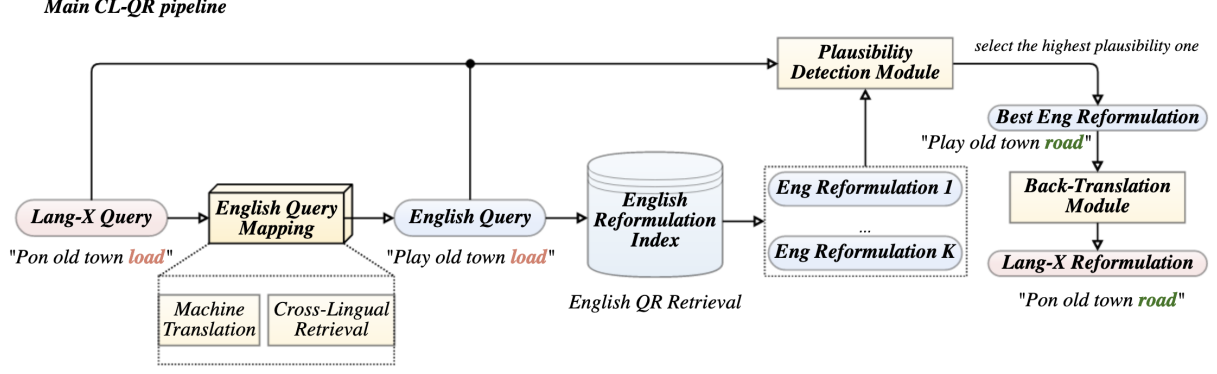 Main CL-QR pipeline
Plausibility
Detection Module
select the highest plausibility one
Best Eng Reformulation
"Play old town road"
Back-Translation
Module
Lang-X Reformulation
"Pon old town road"
Lang-X Query
"Pon old town load"
English Query
Mapping
Machine
Translation
Cross-Lingual
Retrieval
English Query
"Play old town load"
English
Reformulation
Index
English QR Retrieval
Eng Reformulation 1
...
Eng Reformulation K